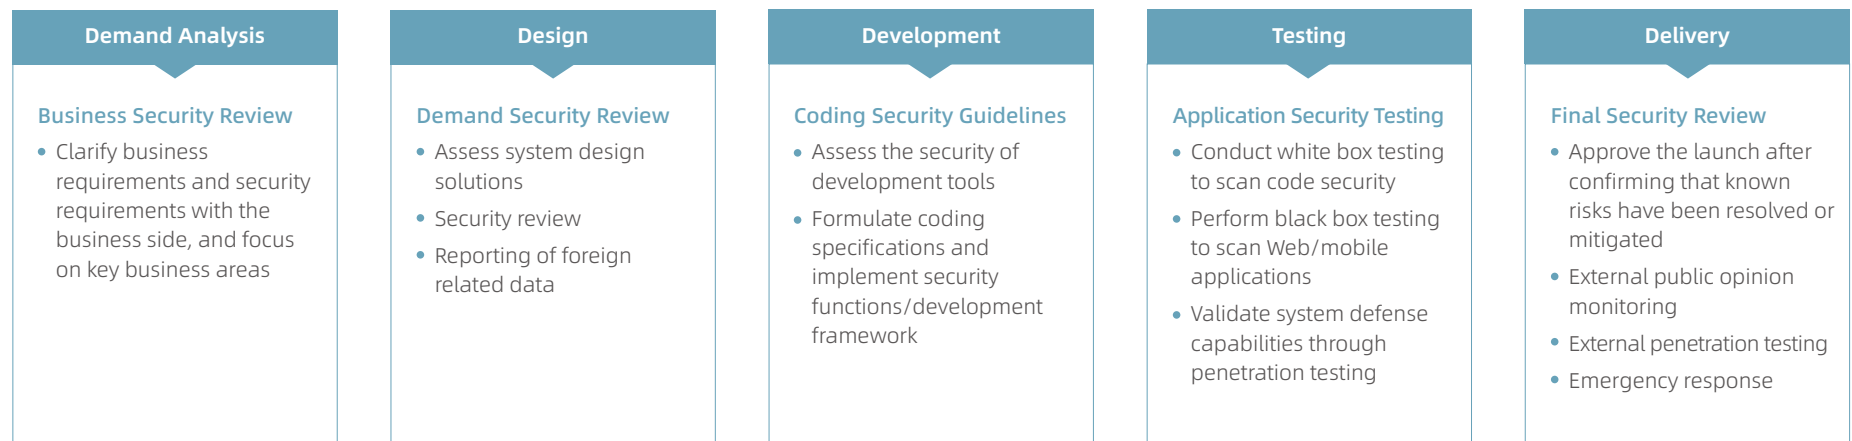 Demand Analysis
Business Security Review
• Clarify business
requirements and security
requirements with the
business side, and focus
on key business areas
Design
Demand Security Review
• Assess system design
solutions
• Security review
• Reporting of foreign
related data
Development
Coding Security Guidelines
• Assess the security of
development tools
• Formulate coding
specifications and
implement security
functions/development
framework
Testing
Application Security Testing
• Conduct white box testing
to scan code security
• Perform black box testing
to scan Web/mobile
applications
• Validate system defense
capabilities through
penetration testing
Delivery
Final Security Review
• Approve the launch after
confirming that known
risks have been resolved or
mitigated
• External public opinion
monitoring
• External penetration testing
• Emergency response